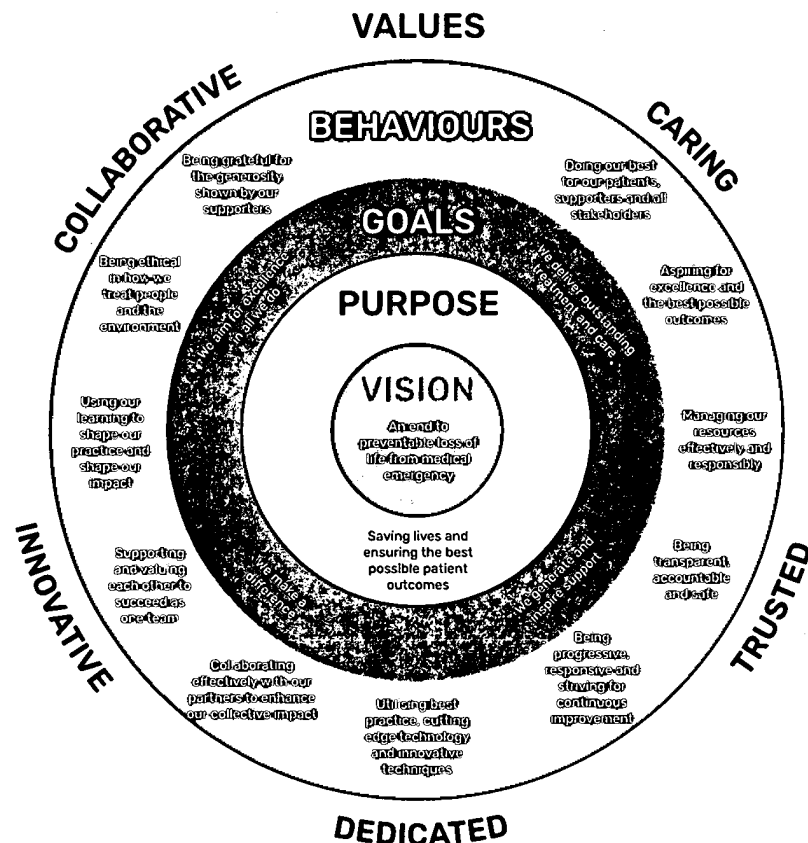 VALUES
COLLABORATIVE
CARING
TRUSTED
DEDICATED
INNOVATIVE
BEHAVIOURS
Being grateful for
the generosity
shown by our
supporters
Doing our best
for our patients,
supporters and all
stakeholders
Aspiring for
excellence and
the best possible
outcomes
Managing our
resources
effectively and
responsibly
Being
transparent,
accountable
and safe
Being
progressive,
responsive and
striving for
continuous
improvement
Utilising best
practice, cutting
edge technology
and innovative
techniques
Collaborating
effectively with our
partners to enhance
our collective impact
Supporting
and valuing
each other to
succeed as
one team
Using our
learning to
shape our
practice and
shape our
impact
Being ethical
in how we
treat people
and the
environment
GOALS
We aim for excellence in
all we do
We deliver outstanding
treatment and care
We generate and
inspire support
We make a
difference
PURPOSE
VISION
An end to
preventable loss of
life from medical
emergency
Saving lives and
ensuring the best
possible patient
outcomes